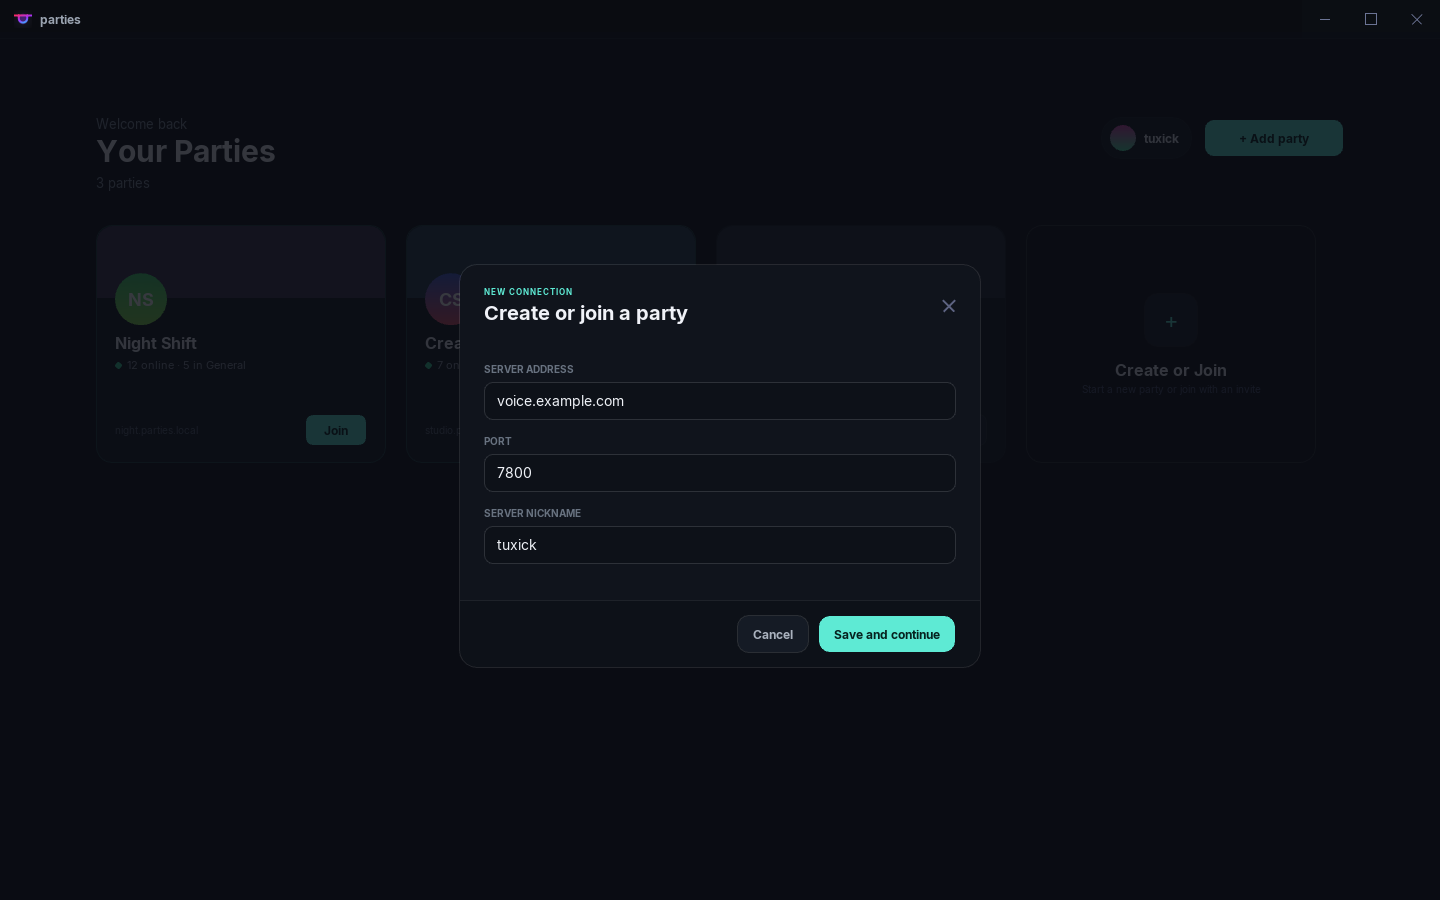 parties
Welcome back
Your Parties
3 parties
tuxick
+ Add party
NS
Night Shift
12 online · 5 in General
night.parties.local
Join
CS
7 on
NEW CONNECTION
Create or join a party
SERVER ADDRESS
voice.example.com
PORT
7800
SERVER NICKNAME
tuxick
Cancel
Save and continue
+
Create or Join
Start a new party or join with an invite